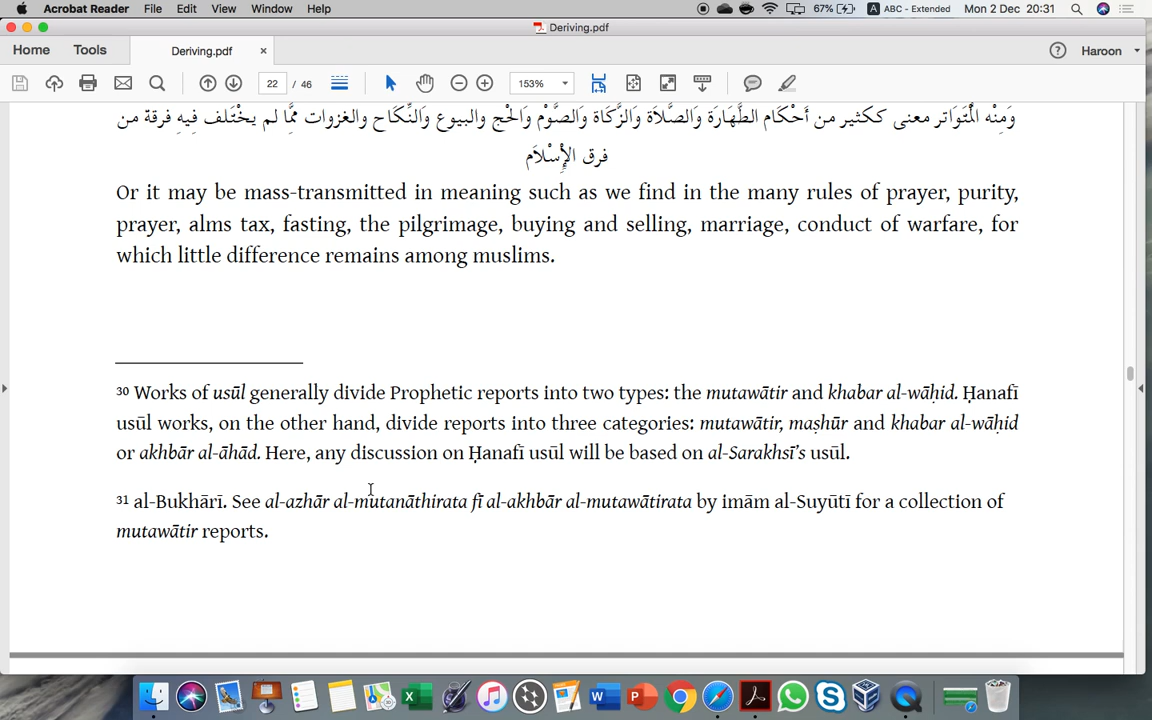 Acrobat Reader File Edit View Window Help 67% A ABC - Extended Mon 2 Dec 20:31
Deriving.pdf
Home Tools Deriving.pdf × ? Haroon
22 / 46 153%
وَمِنْه الْمُتَوَاتر معنى ككثير من أَحْكَام الطَّهَارَة وَالصَّلَاة وَالزَّكَاة وَالصَّوْم وَالْحج والبيوع وَالنِّكَاح والغزوات مِمَّا لم يخْتَلف فِيهِ فرقة من
فرق الْإِسْلَام
Or it may be mass-transmitted in meaning such as we find in the many rules of prayer, purity,
prayer, alms tax, fasting, the pilgrimage, buying and selling, marriage, conduct of warfare, for
which little difference remains among muslims.
30 Works of usūl generally divide Prophetic reports into two types: the mutawātir and khabar al-wāḥid. Ḥanafī
usūl works, on the other hand, divide reports into three categories: mutawātir, maṣhūr and khabar al-wāḥid
or akhbār al-āhād. Here, any discussion on Ḥanafī usūl will be based on al-Sarakhsī's usūl.
31 al-Bukhārī. See al-azhār al-mutanāthirata fī al-akhbār al-mutawātirata by imām al-Suyūtī for a collection of
mutawātir reports.